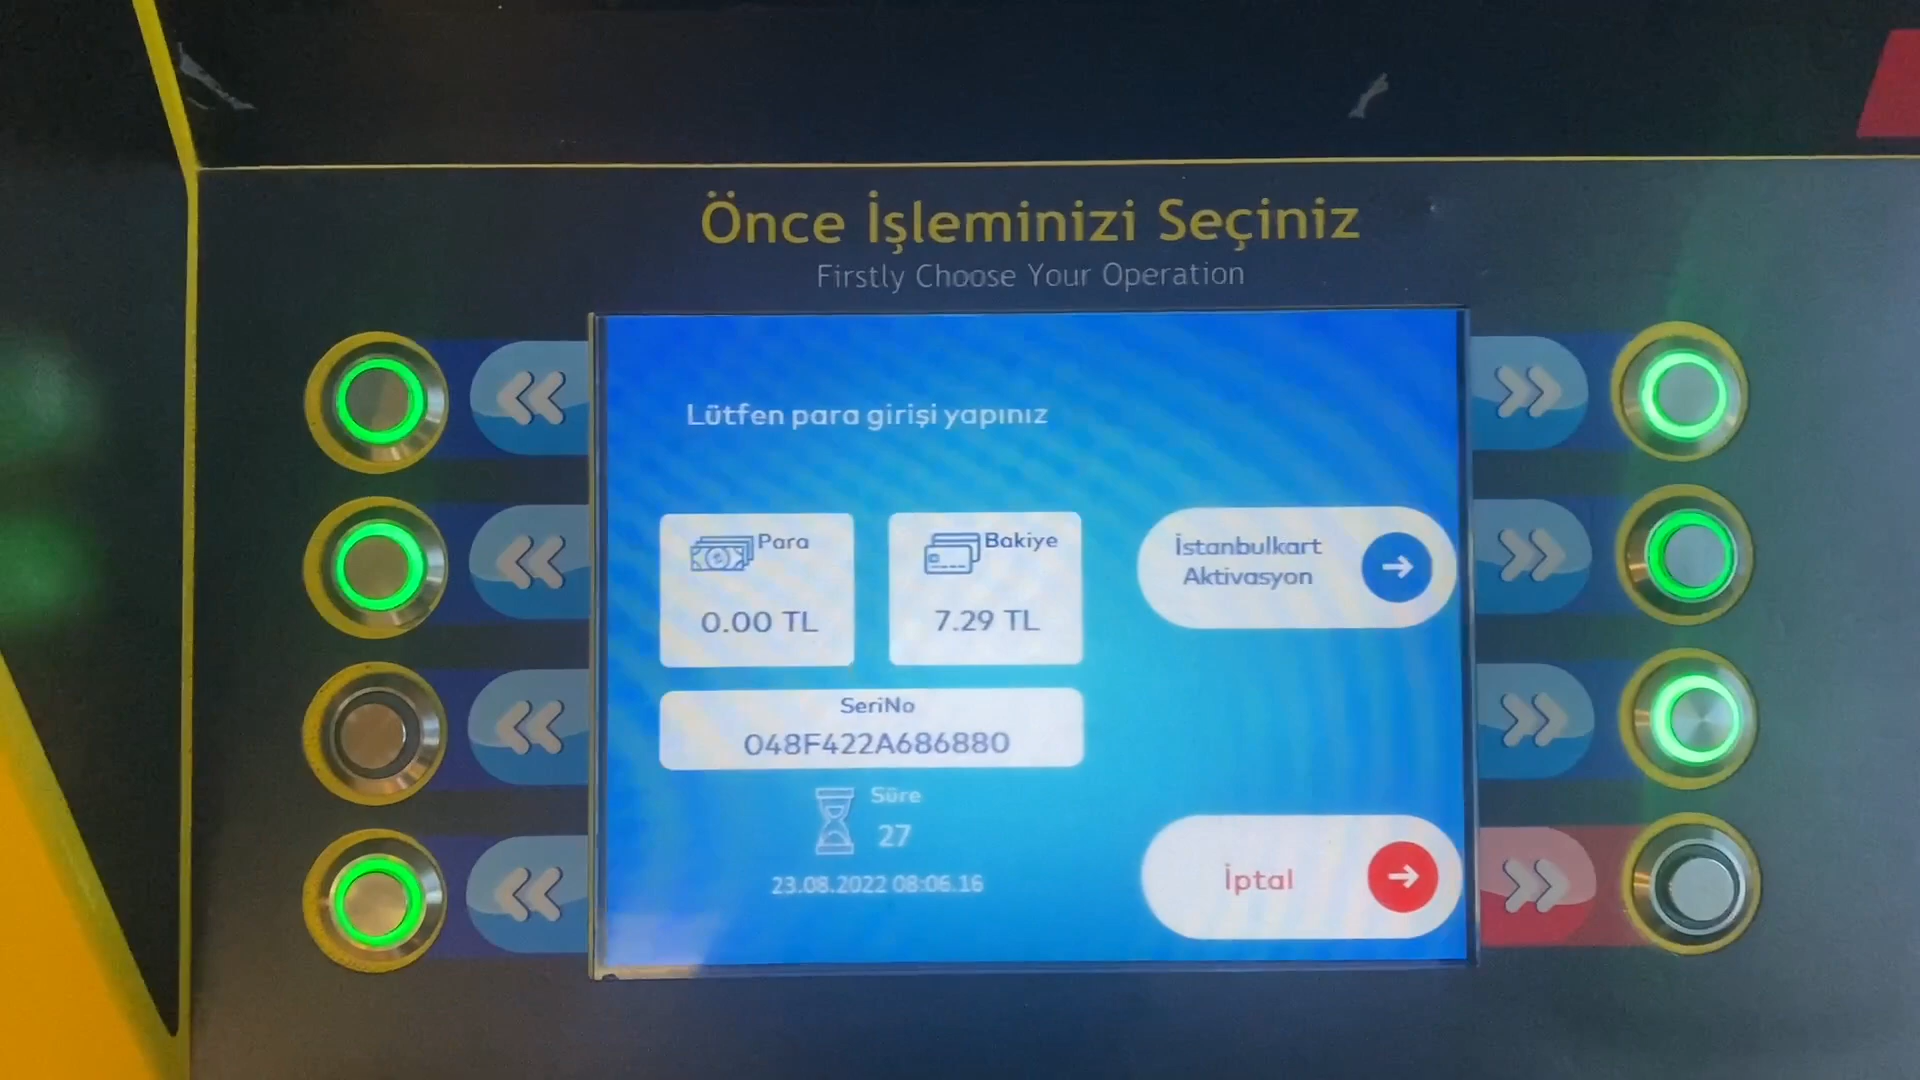 Önce İşleminizi Seçiniz
Firstly Choose Your Operation
Lütfen para girişi yapınız
Para
0.00 TL
Bakiye
7.29 TL
İstanbulkart
Aktivasyon
SeriNo
048F422A686880
Süre
27
23.08.2022 08:06.16
İptal